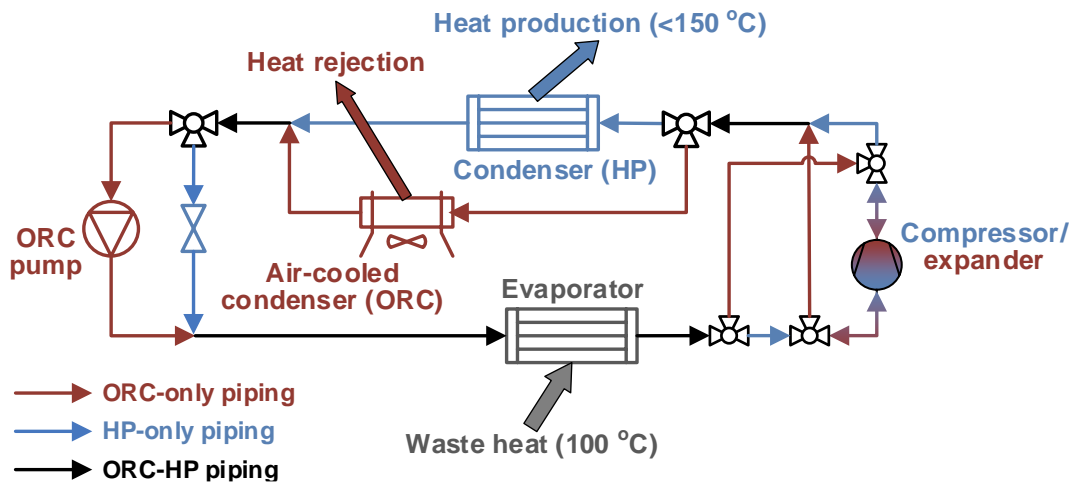 Heat production (<150 °C)
Heat rejection
Condenser (HP)
ORC
pump
Air-cooled
condenser (ORC)
Compressor/
expander
Evaporator
Waste heat (100 °C)
ORC-only piping
HP-only piping
ORC-HP piping